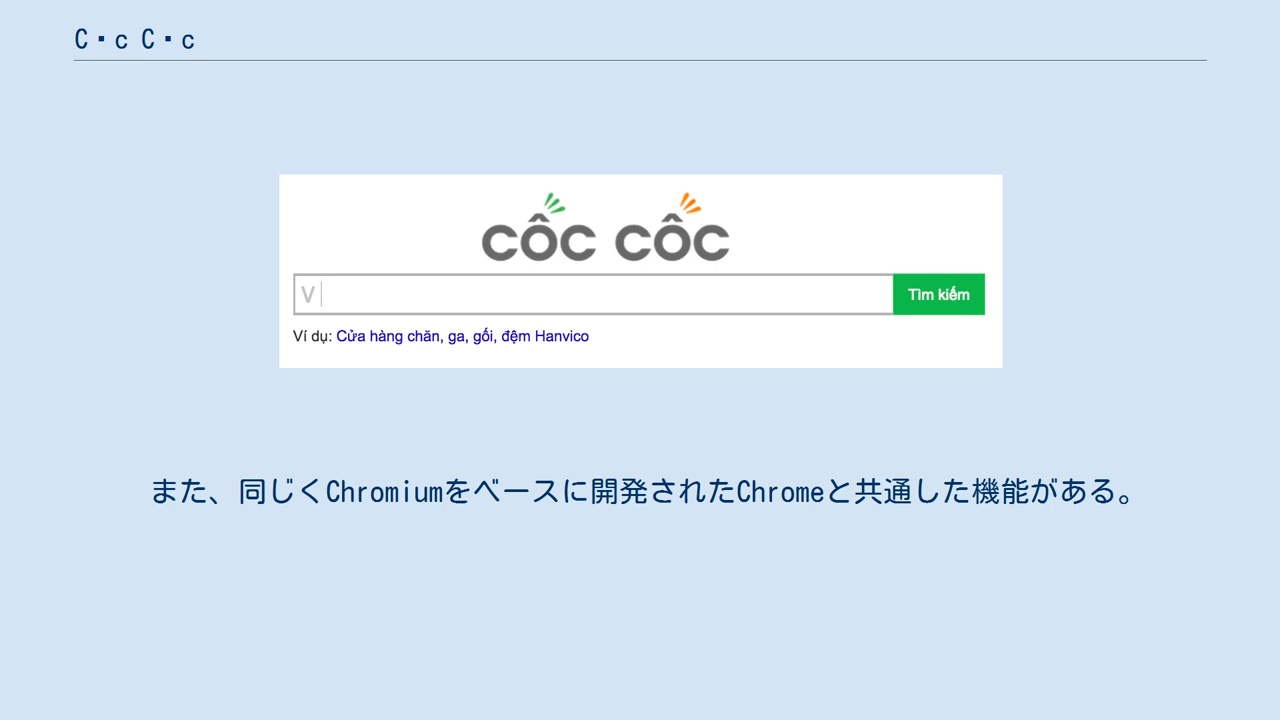 C・c C・c
cốc cốc
V
Tìm kiếm
Ví dụ: Cửa hàng chăn, ga, gối, đệm Hanvico
また、同じくChromiumをベースに開発されたChromeと共通した機能がある。